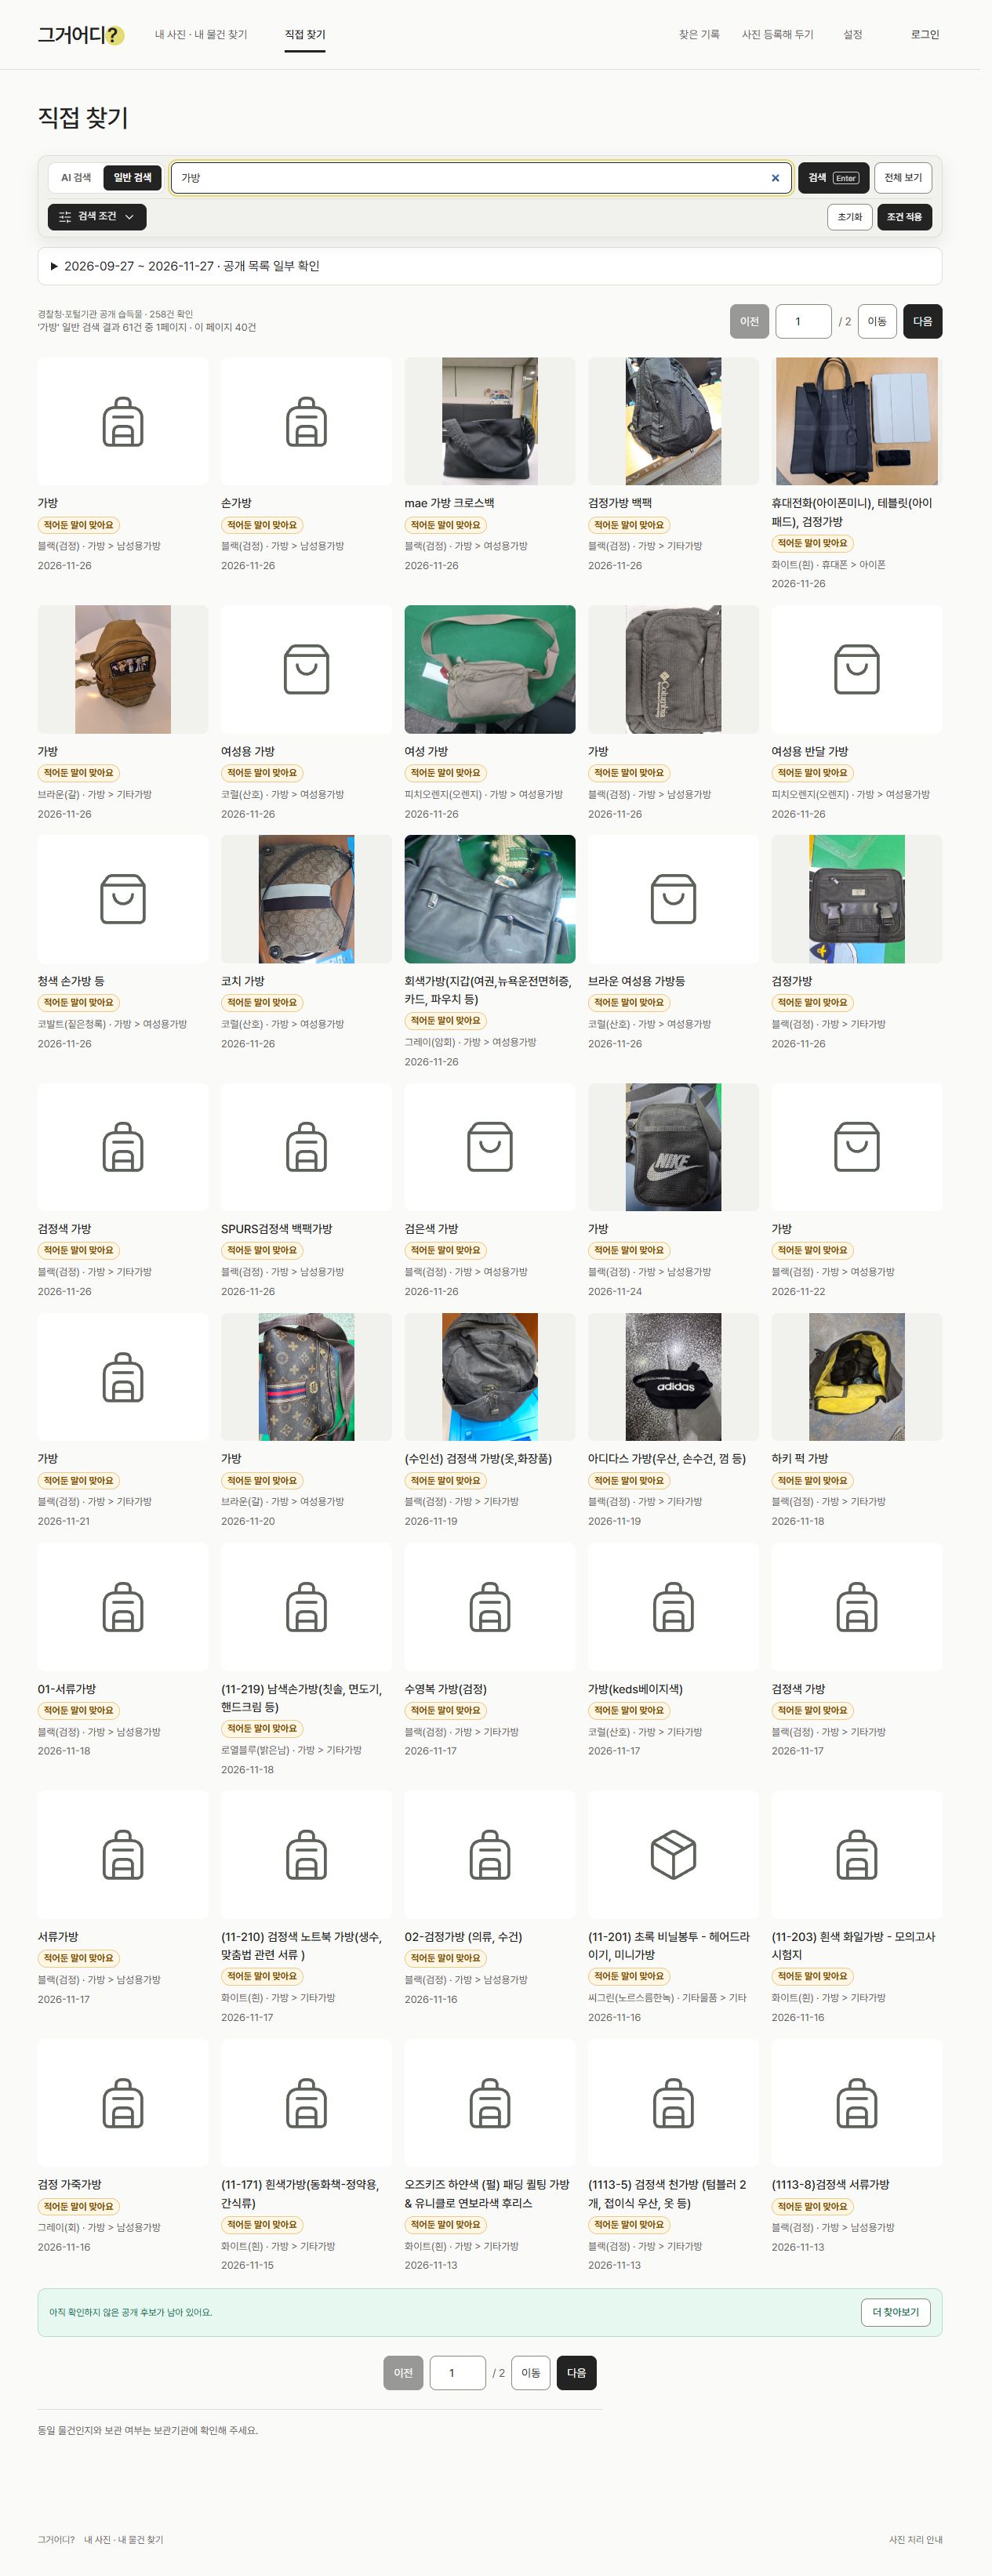 그거어디?
내 사진 · 내 물건 찾기
직접 찾기
찾은 기록
사진 등록해 두기
설정
로그인
직접 찾기
AI 검색
일반 검색
가방
검색 Enter
전체 보기
검색 조건
초기화
조건 적용
2026-09-27 ~ 2026-11-27 · 공개 목록 일부 확인
경찰청·포털기관 공개 습득물 · 258건 확인
'가방' 일반 검색 결과 61건 중 1페이지 · 이 페이지 40건
이전
1
/ 2
이동
다음
가방
적어둔 말이 맞아요
블랙(검정) · 가방 > 남성용가방
2026-11-26
손가방
적어둔 말이 맞아요
블랙(검정) · 가방 > 남성용가방
2026-11-26
mae 가방 크로스백
적어둔 말이 맞아요
블랙(검정) · 가방 > 여성용가방
2026-11-26
검정가방 백팩
적어둔 말이 맞아요
블랙(검정) · 가방 > 기타가방
2026-11-26
휴대전화(아이폰미니), 테블릿(아이
패드), 검정가방
적어둔 말이 맞아요
화이트(흰) · 휴대폰 > 아이폰
2026-11-26
가방
적어둔 말이 맞아요
브라운(갈) · 가방 > 기타가방
2026-11-26
여성용 가방
적어둔 말이 맞아요
코럴(산호) · 가방 > 여성용가방
2026-11-26
여성 가방
적어둔 말이 맞아요
피치오렌지(오렌지) · 가방 > 여성용가방
2026-11-26
Columbia
가방
적어둔 말이 맞아요
블랙(검정) · 가방 > 남성용가방
2026-11-26
여성용 반달 가방
적어둔 말이 맞아요
피치오렌지(오렌지) · 가방 > 여성용가방
2026-11-26
청색 손가방 등
적어둔 말이 맞아요
코발트(짙은청록) · 가방 > 여성용가방
2026-11-26
코치 가방
적어둔 말이 맞아요
코럴(산호) · 가방 > 여성용가방
2026-11-26
회색가방(지갑(여권,뉴욕운전면허증,
카드, 파우치 등)
적어둔 말이 맞아요
그레이(암회) · 가방 > 여성용가방
2026-11-26
브라운 여성용 가방등
적어둔 말이 맞아요
코럴(산호) · 가방 > 여성용가방
2026-11-26
검정가방
적어둔 말이 맞아요
블랙(검정) · 가방 > 기타가방
2026-11-26
검정색 가방
적어둔 말이 맞아요
블랙(검정) · 가방 > 기타가방
2026-11-26
SPURS검정색 백팩가방
적어둔 말이 맞아요
블랙(검정) · 가방 > 남성용가방
2026-11-26
검은색 가방
적어둔 말이 맞아요
블랙(검정) · 가방 > 여성용가방
2026-11-26
NIKE
가방
적어둔 말이 맞아요
블랙(검정) · 가방 > 남성용가방
2026-11-24
가방
적어둔 말이 맞아요
블랙(검정) · 가방 > 여성용가방
2026-11-22
가방
적어둔 말이 맞아요
블랙(검정) · 가방 > 기타가방
2026-11-21
가방
적어둔 말이 맞아요
브라운(갈) · 가방 > 여성용가방
2026-11-20
(수인선) 검정색 가방(옷,화장품)
적어둔 말이 맞아요
블랙(검정) · 가방 > 기타가방
2026-11-19
adidas
아디다스 가방(우산, 손수건, 껌 등)
적어둔 말이 맞아요
블랙(검정) · 가방 > 기타가방
2026-11-19
하키 퍽 가방
적어둔 말이 맞아요
블랙(검정) · 가방 > 기타가방
2026-11-18
01-서류가방
적어둔 말이 맞아요
블랙(검정) · 가방 > 남성용가방
2026-11-18
(11-219) 남색손가방(칫솔, 면도기,
핸드크림 등)
적어둔 말이 맞아요
로열블루(밝은남) · 가방 > 기타가방
2026-11-18
수영복 가방(검정)
적어둔 말이 맞아요
블랙(검정) · 가방 > 기타가방
2026-11-17
가방(keds베이지색)
적어둔 말이 맞아요
코럴(산호) · 가방 > 기타가방
2026-11-17
검정색 가방
적어둔 말이 맞아요
블랙(검정) · 가방 > 기타가방
2026-11-17
서류가방
적어둔 말이 맞아요
블랙(검정) · 가방 > 남성용가방
2026-11-17
(11-210) 검정색 노트북 가방(생수,
맞춤법 관련 서류 )
적어둔 말이 맞아요
화이트(흰) · 가방 > 기타가방
2026-11-17
02-검정가방 (의류, 수건)
적어둔 말이 맞아요
블랙(검정) · 가방 > 남성용가방
2026-11-16
(11-201) 초록 비닐봉투 - 헤어드라
이기, 미니가방
적어둔 말이 맞아요
씨그린(노르스름한녹) · 기타물품 > 기타
2026-11-16
(11-203) 흰색 화일가방 - 모의고사
시험지
적어둔 말이 맞아요
화이트(흰) · 가방 > 기타가방
2026-11-16
검정 가죽가방
적어둔 말이 맞아요
그레이(회) · 가방 > 남성용가방
2026-11-16
(11-171) 흰색가방(동화책-정약용,
간식류)
적어둔 말이 맞아요
화이트(흰) · 가방 > 기타가방
2026-11-15
오즈키즈 하얀색 (펄) 패딩 퀼팅 가방
& 유니클로 연보라색 후리스
적어둔 말이 맞아요
화이트(흰) · 가방 > 기타가방
2026-11-13
(1113-5) 검정색 천가방 (텀블러 2
개, 접이식 우산, 옷 등)
적어둔 말이 맞아요
블랙(검정) · 가방 > 기타가방
2026-11-13
(1113-8)검정색 서류가방
적어둔 말이 맞아요
블랙(검정) · 가방 > 남성용가방
2026-11-13
아직 확인하지 않은 공개 후보가 남아 있어요.
더 찾아보기
이전
1
/ 2
이동
다음
동일 물건인지와 보관 여부는 보관기관에 확인해 주세요.
그거어디?
내 사진 · 내 물건 찾기
사진 처리 안내